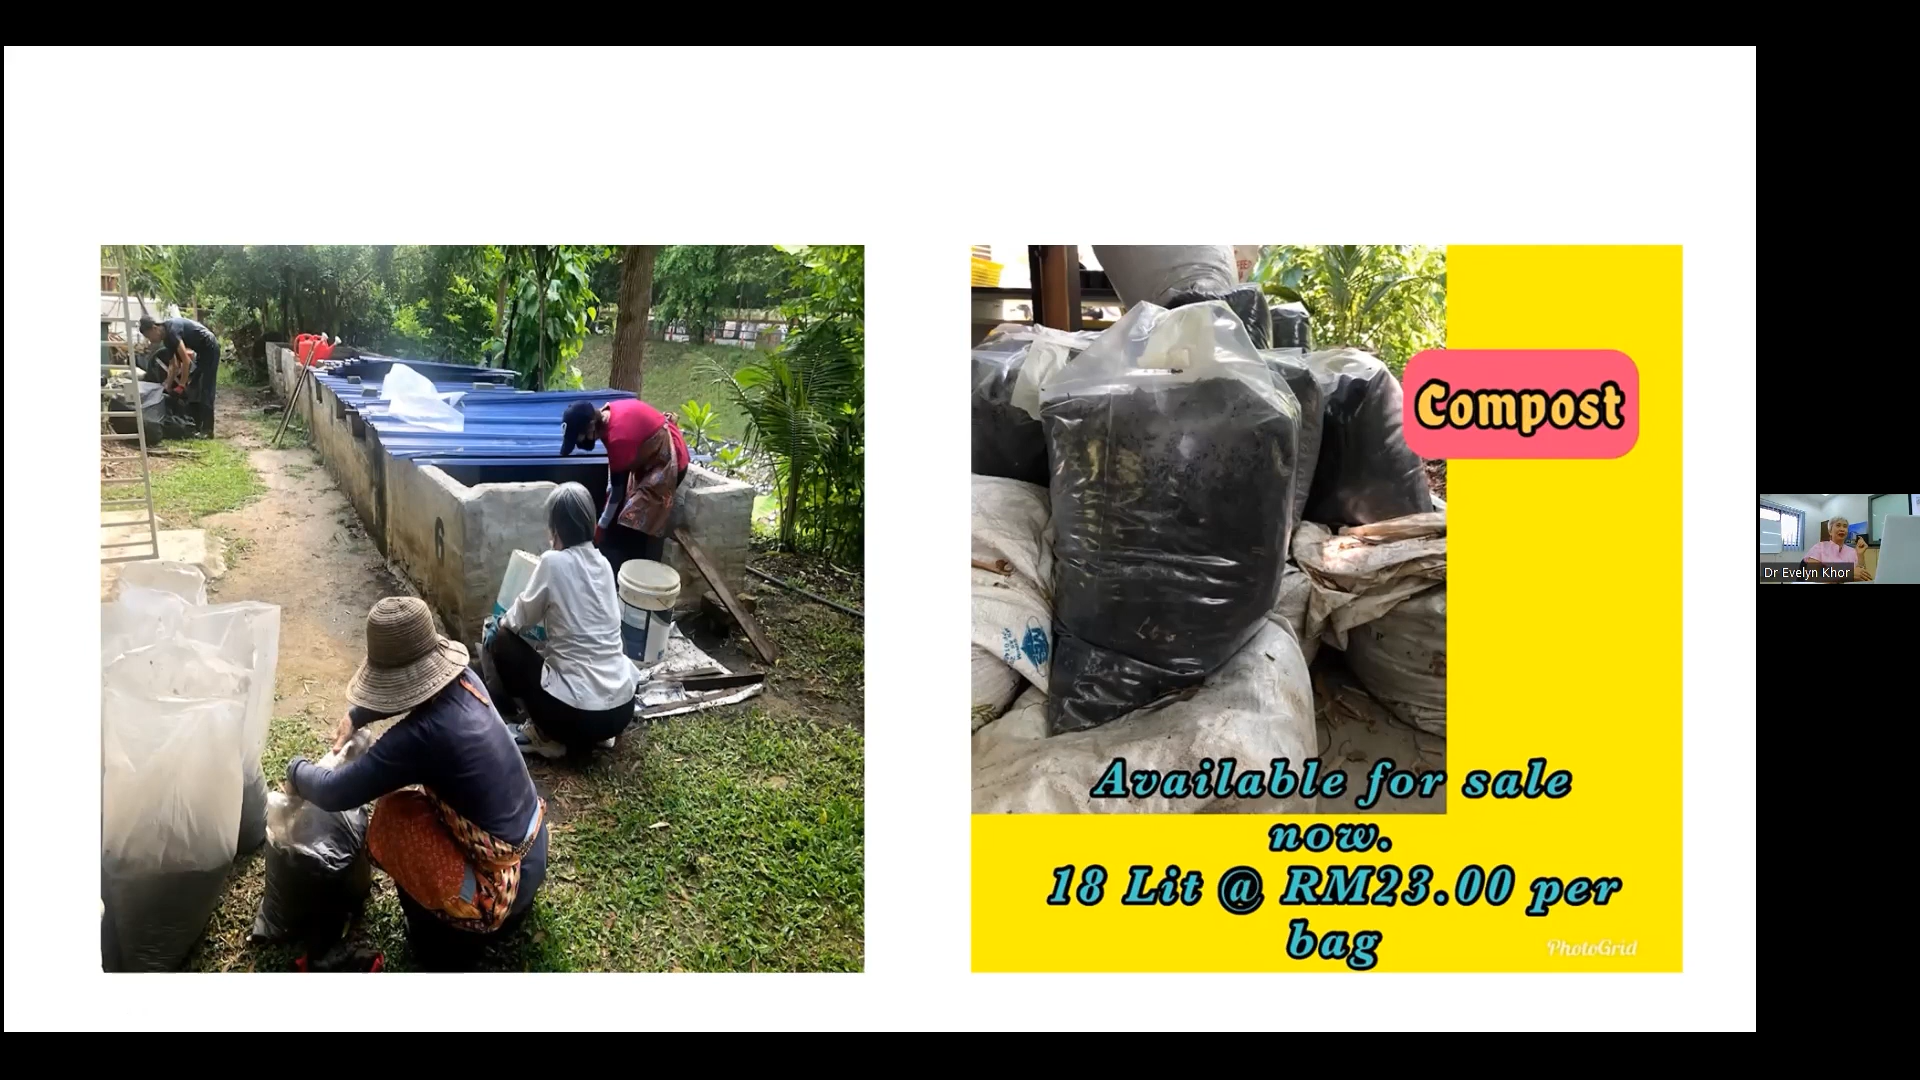 6
Compost
Available for sale
now.
18 Lit @ RM23.00 per
bag
PhotoGrid
Dr Evelyn Khor